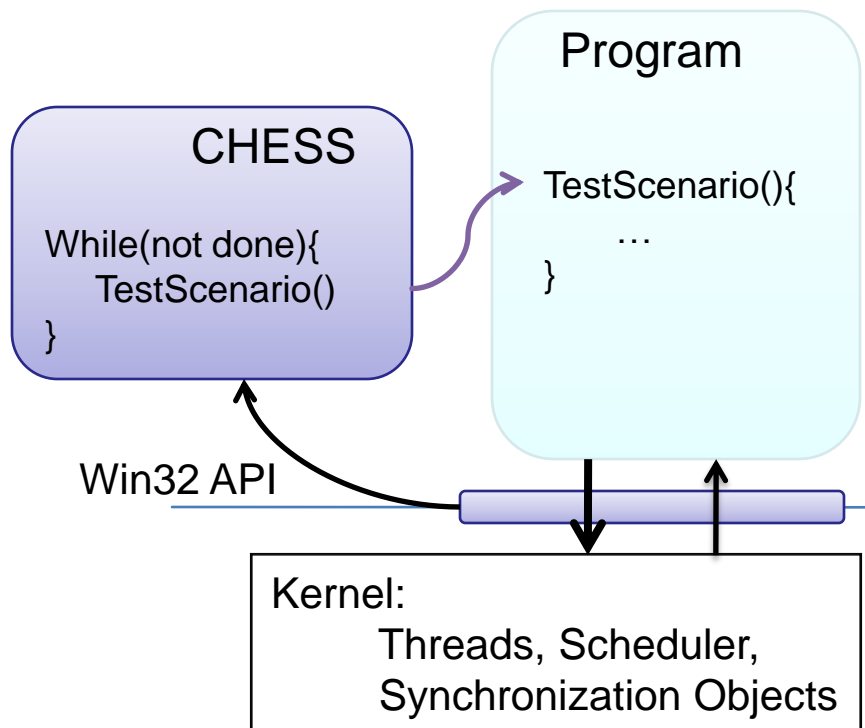 CHESS
While(not done){
TestScenario()
}
Program
TestScenario(){
…
}
Win32 API
Kernel:
Threads, Scheduler,
Synchronization Objects